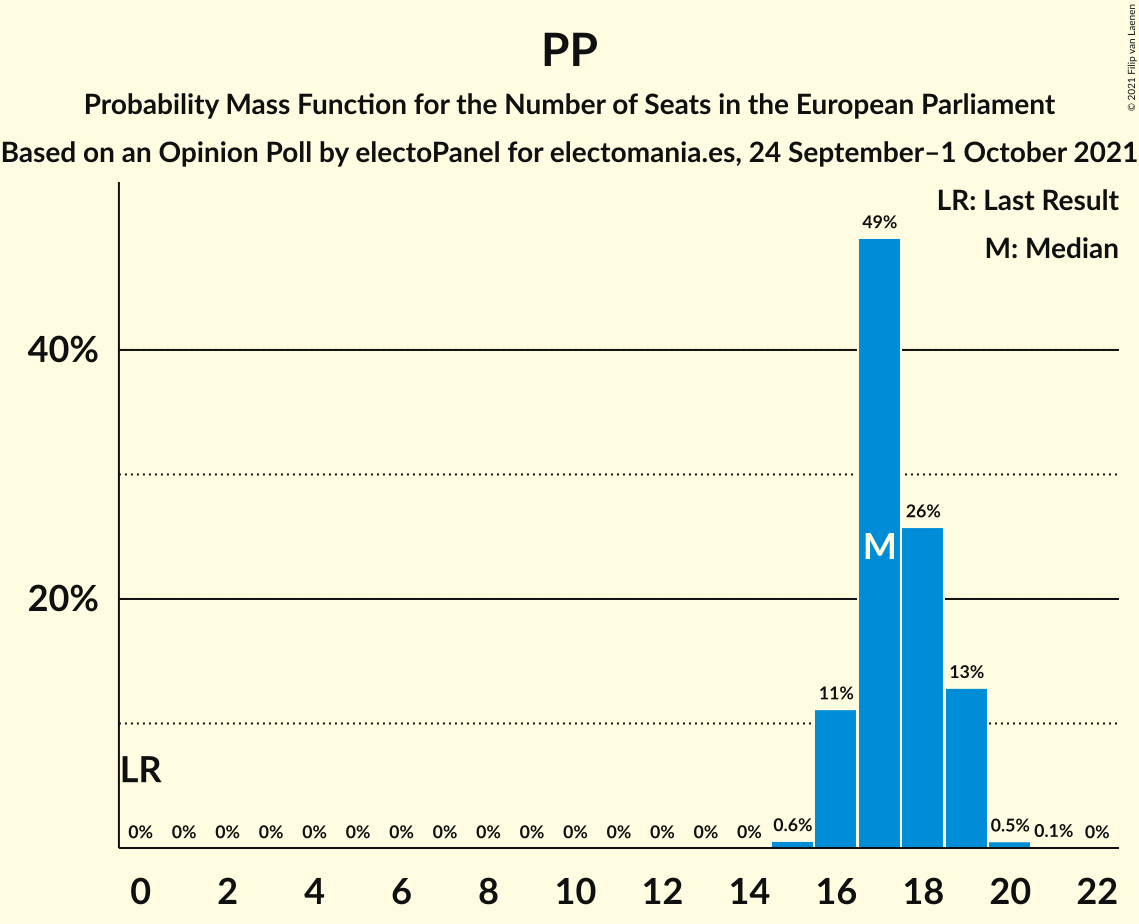 PP
Probability Mass Function for the Number of Seats in the European Parliament
Based on an Opinion Poll by electoPanel for electomania.es, 24 September–1 October 2021
© 2021 Filip van Laenen
LR: Last Result
M: Median
49%
40%
26%
M
20%
13%
11%
LR
0% 0% 0% 0% 0% 0% 0% 0% 0% 0% 0% 0% 0% 0% 0% 0.6% 0.5% 0.1% 0%
0 2 4 6 8 10 12 14 16 18 20 22